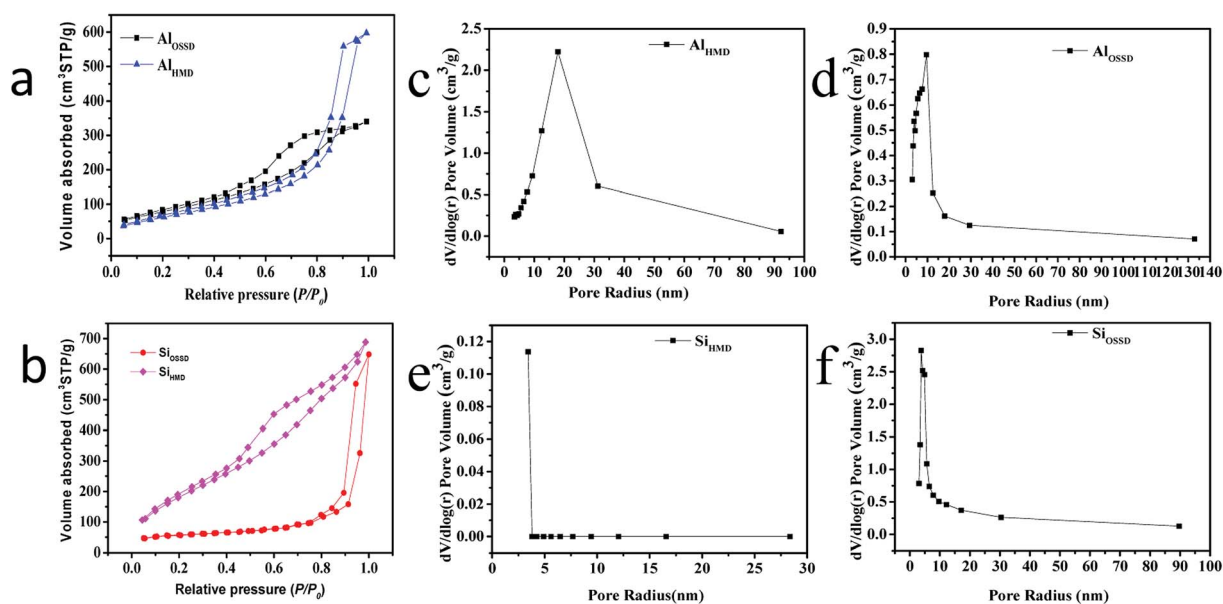 a
600
500
400
300
200
100
0
Volume absorbed (cm³STP/g)
Al_OSSD
Al_HMD
0.0 0.2 0.4 0.6 0.8 1.0
Relative pressure (P/P₀)
c
2.5
2.0
1.5
1.0
0.5
0.0
dV/dlog(r) Pore Volume (cm³/g)
Al_HMD
0 10 20 30 40 50 60 70 80 90 100
Pore Radius (nm)
d
0.9
0.8
0.7
0.6
0.5
0.4
0.3
0.2
0.1
0.0
dV/dlog(r) Pore Volume (cm³/g)
Al_OSSD
0 10 20 30 40 50 60 70 80 90 100 110 120 130 140
Pore Radius (nm)
b
700
600
500
400
300
200
100
0
Volume absorbed (cm³STP/g)
Si_OSSD
Si_HMD
0.0 0.2 0.4 0.6 0.8 1.0
Relative pressure (P/P₀)
e
0.12
0.10
0.08
0.06
0.04
0.02
0.00
dV/dlog(r) Pore Volume (cm³/g)
Si_HMD
0 5 10 15 20 25 30
Pore Radius(nm)
f
3.0
2.5
2.0
1.5
1.0
0.5
0.0
dV/dlog(r) Pore Volume (cm³/g)
Si_OSSD
0 10 20 30 40 50 60 70 80 90 100
Pore Radius (nm)